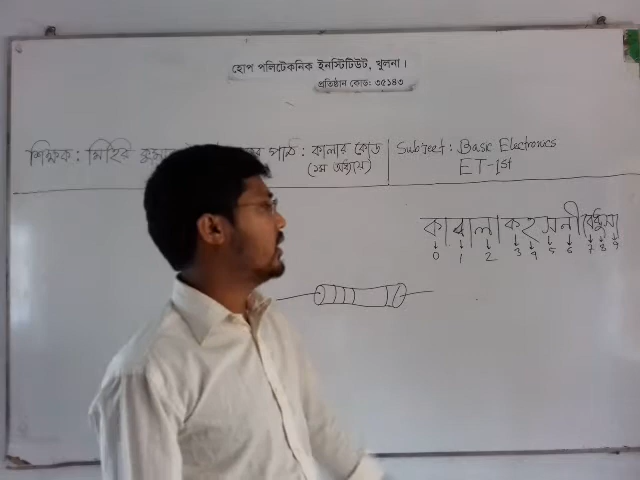 হোপ পলিটেকনিক ইনস্টিটিউট, খুলনা।
প্রতিষ্ঠান কোড: ৩৫১৪৩
শিক্ষক: মিহির কুমার পাঠ: কালার কোড
(১ম অধ্যায়)
Subject: Basic Electronics
ET-1st
কা বা লা ক হ স নী
0 1 2 3 4 5 6 7 8 9